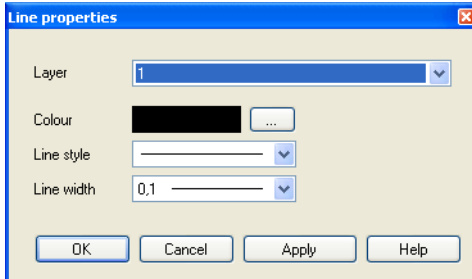 Line properties
Layer 1
Colour ...
Line style
Line width 0,1
OK Cancel Apply Help